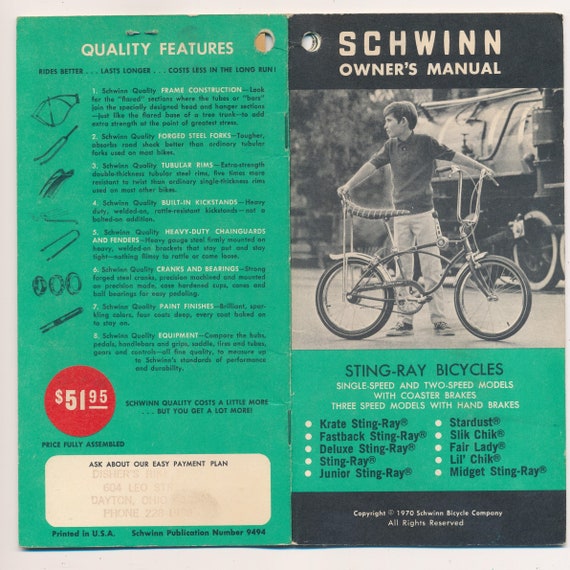 QUALITY FEATURES
RIDES BETTER . . . LASTS LONGER . . . COSTS LESS IN THE LONG RUN!
1. Schwinn Quality FRAME CONSTRUCTION—Look
for the "flared" sections where the tubes or "bars"
join the specially designed head and hanger sections
—just like the flared base of a tree trunk—to add
extra strength at the point of greatest stress.
2. Schwinn Quality FORGED STEEL FORKS—Tougher,
absorbs road shock better than ordinary tubular
forks used on most bikes.
3. Schwinn Quality TUBULAR RIMS—Extra-strength
double-thickness tubular steel rims, five times more
resistant to twist than ordinary single-thickness rims
used on most other bikes.
4. Schwinn Quality BUILT-IN KICKSTANDS—Heavy
duty, welded-on, rattle-resistant kickstands—not a
bolted-on addition.
5. Schwinn Quality HEAVY-DUTY CHAINGUARDS
AND FENDERS—Heavy gauge steel firmly mounted on
heavy, welded-on brackets that stay put and stay
tight—nothing flimsy to rattle or come loose.
6. Schwinn Quality CRANKS AND BEARINGS—Strong
forged steel cranks, precision machined and mounted
on precision made, case hardened cups, cones and
ball bearings for easy pedaling.
7. Schwinn Quality PAINT FINISHES—Brilliant, spar-
kling colors, four coats deep, every coat baked on
to stay on.
8. Schwinn Quality EQUIPMENT—Compare the hubs,
pedals, handlebars and grips, saddle, tires and tubes,
gears and controls—all fine quality, to measure up
to Schwinn's standards of performance
and durability.
$51.95
SCHWINN QUALITY COSTS A LITTLE MORE
. . . BUT YOU GET A LOT MORE!
PRICE FULLY ASSEMBLED
ASK ABOUT OUR EASY PAYMENT PLAN
604 LEO ST
DAYTON, OHIO
PHONE 228
Printed in U.S.A. Schwinn Publication Number 9494
SCHWINN
OWNER'S MANUAL
STING-RAY BICYCLES
SINGLE-SPEED AND TWO-SPEED MODELS
WITH COASTER BRAKES
THREE SPEED MODELS WITH HAND BRAKES
• Krate Sting-Ray®
• Fastback Sting-Ray®
• Deluxe Sting-Ray®
• Sting-Ray®
• Junior Sting-Ray®
• Stardust®
• Slik Chik®
• Fair Lady®
• Lil' Chik®
• Midget Sting-Ray®
Copyright © 1970 Schwinn Bicycle Company
All Rights Reserved